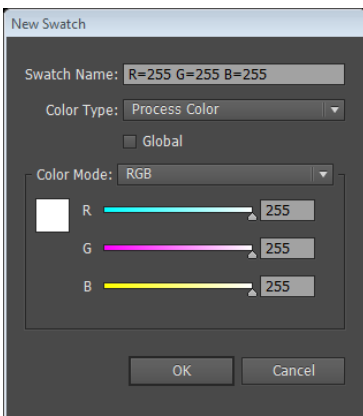 New Swatch
Swatch Name: R=255 G=255 B=255
Color Type: Process Color
Global
Color Mode: RGB
R 255
G 255
B 255
OK Cancel